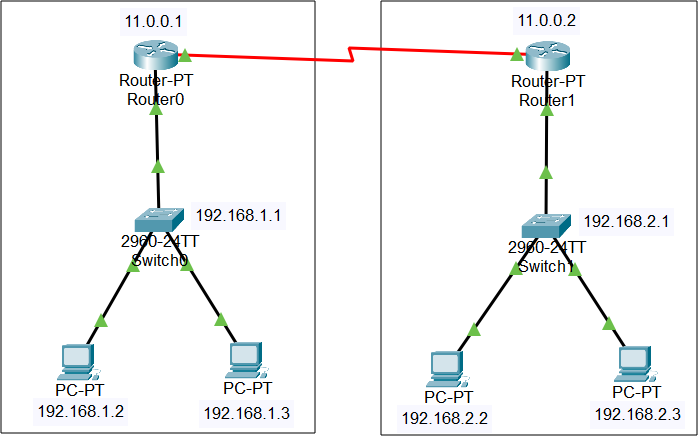 11.0.0.1
Router-PT
Router0
192.168.1.1
2960-24TT
Switch0
PC-PT
192.168.1.2
PC-PT
192.168.1.3
11.0.0.2
Router-PT
Router1
192.168.2.1
2960-24TT
Switch1
PC-PT
192.168.2.2
PC-PT
192.168.2.3